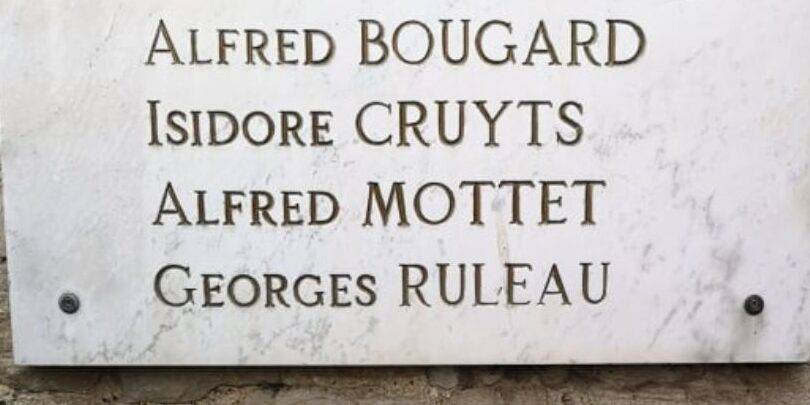 Alfred BOUGARD
Isidore CRUYTS
Alfred MOTTET
Georges RULEAU